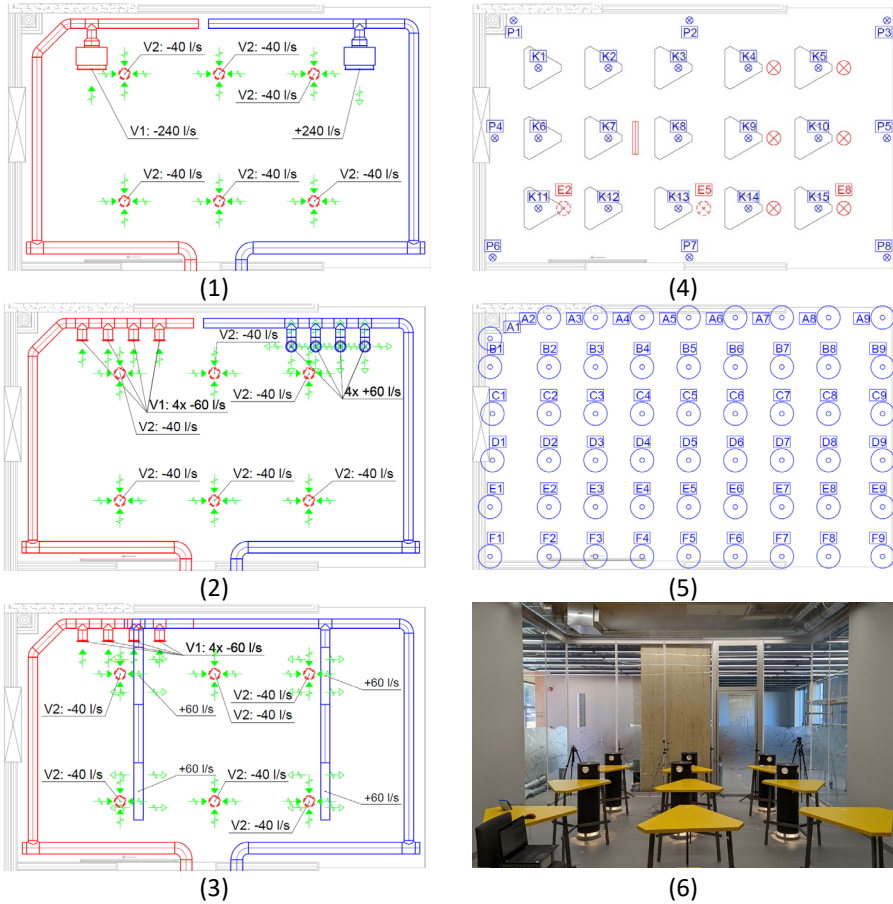 V2: -40 l/s
V2: -40 l/s
V2: -40 l/s
V1: -240 l/s
+240 l/s
V2: -40 l/s
V2: -40 l/s
V2: -40 l/s
(1)
P1
P2
P3
K1
K2
K3
K4
K5
P4
K6
K7
K8
K9
K10
P5
E2
E5
E8
K11
K12
K13
K14
K15
P6
P7
P8
(4)
V2: -40 l/s
V2: -40 l/s
4x +60 l/s
V1: 4x -60 l/s
V2: -40 l/s
V2: -40 l/s
V2: -40 l/s
V2: -40 l/s
(2)
A1
A2
A3
A4
A5
A6
A7
A8
A9
B1
B2
B3
B4
B5
B6
B7
B8
B9
C1
C2
C3
C4
C5
C6
C7
C8
C9
D1
D2
D3
D4
D5
D6
D7
D8
D9
E1
E2
E3
E4
E5
E6
E7
E8
E9
F1
F2
F3
F4
F5
F6
F7
F8
F9
(5)
V1: 4x -60 l/s
V2: -40 l/s
+60 l/s
V2: -40 l/s
+60 l/s
V2: -40 l/s
V2: -40 l/s
+60 l/s
V2: -40 l/s
+60 l/s
V2: -40 l/s
(3)
(6)